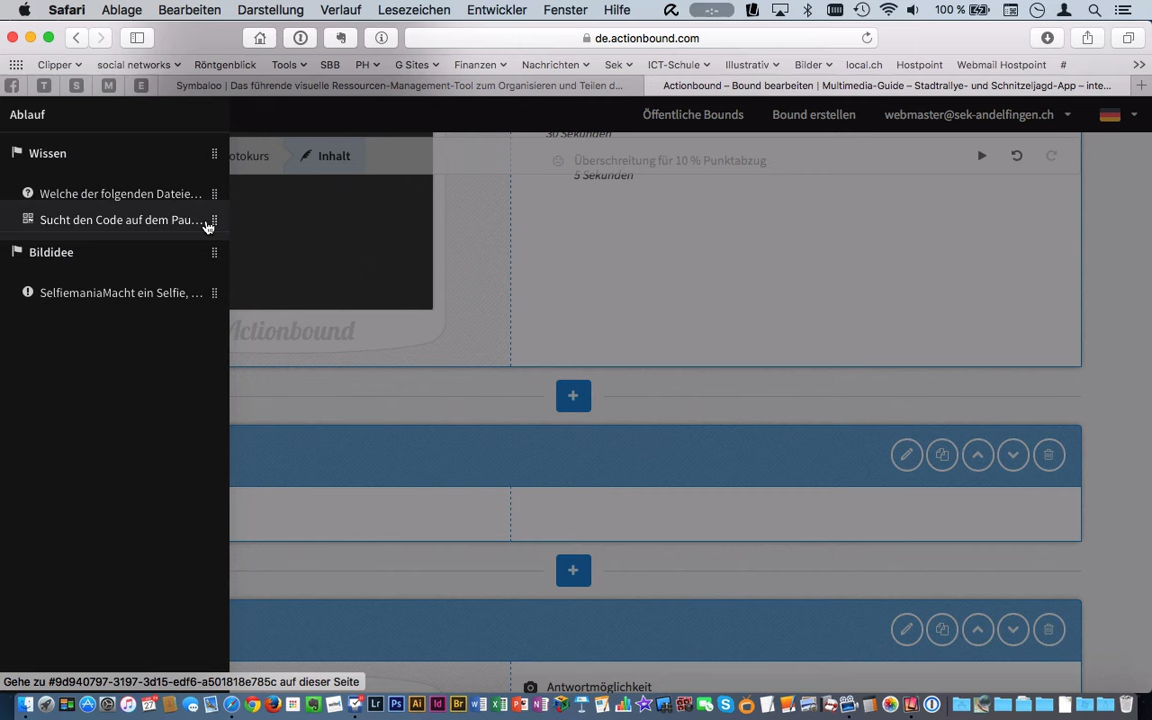 Safari Ablage Bearbeiten Darstellung Verlauf Lesezeichen Entwickler Fenster Hilfe 100 %
de.actionbound.com
Clipper social networks Röntgenblick Tools SBB PH G Sites Finanzen Nachrichten Sek ICT-Schule Illustrativ Bilder local.ch Hostpoint Webmail Hostpoint #
T S M E Symbaloo | Das führende visuelle Ressourcen-Management-Tool zum Organisieren und Teilen d... Actionbound – Bound bearbeiten | Multimedia-Guide – Stadtrallye- und Schnitzeljagd-App – inte...
Ablauf Öffentliche Bounds Bound erstellen webmaster@sek-andelfingen.ch
30 Sekunden
Wissen otokurs Inhalt
Überschreitung für 10 % Punktabzug
5 Sekunden
Welche der folgenden Dateie...
Sucht den Code auf dem Pau...
Bildidee
SelfiemaniaMacht ein Selfie, ...
Actionbound
Gehe zu #9d940797-3197-3d15-edf6-a501818e785c auf dieser Seite
Antwortmöglichkeit